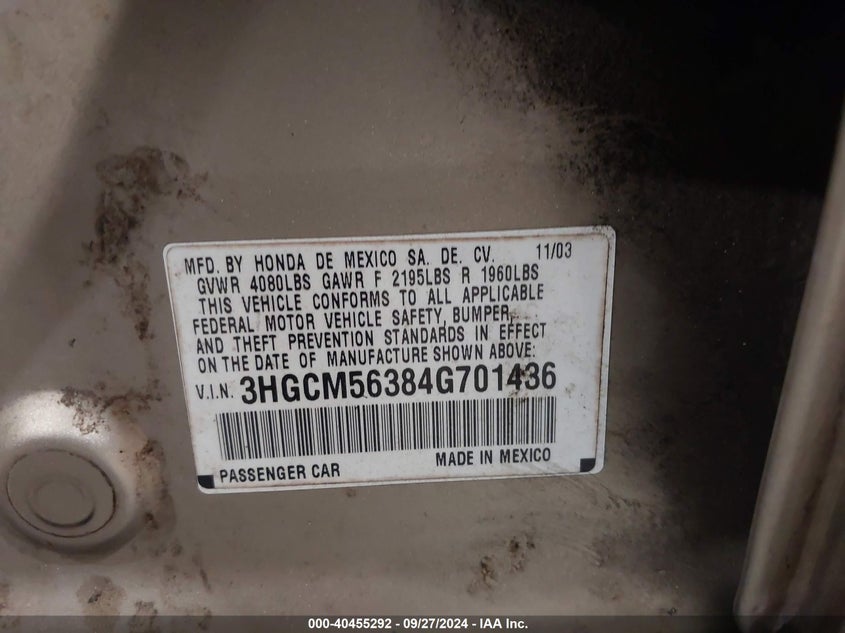 MFD. BY HONDA DE MEXICO SA. DE. CV. 11/03
GVWR 4080LBS GAWR F 2195LBS R 1960LBS
THIS VEHICLE CONFORMS TO ALL APPLICABLE
FEDERAL MOTOR VEHICLE SAFETY, BUMPER,
AND THEFT PREVENTION STANDARDS IN EFFECT
ON THE DATE OF MANUFACTURE SHOWN ABOVE:
V.I.N. 3HGCM56384G701436
PASSENGER CAR MADE IN MEXICO
000-40455292 - 09/27/2024 - IAA Inc.